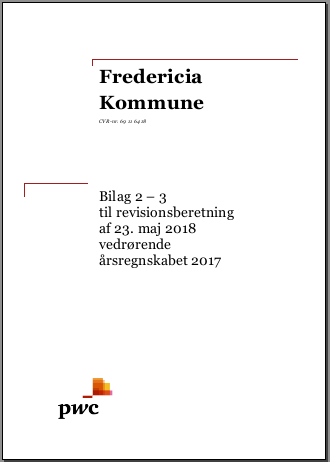 Fredericia
Kommune
CVR-nr. 69 11 64 18
Bilag 2 – 3
til revisionsberetning
af 23. maj 2018
vedrørende
årsregnskabet 2017
pwc